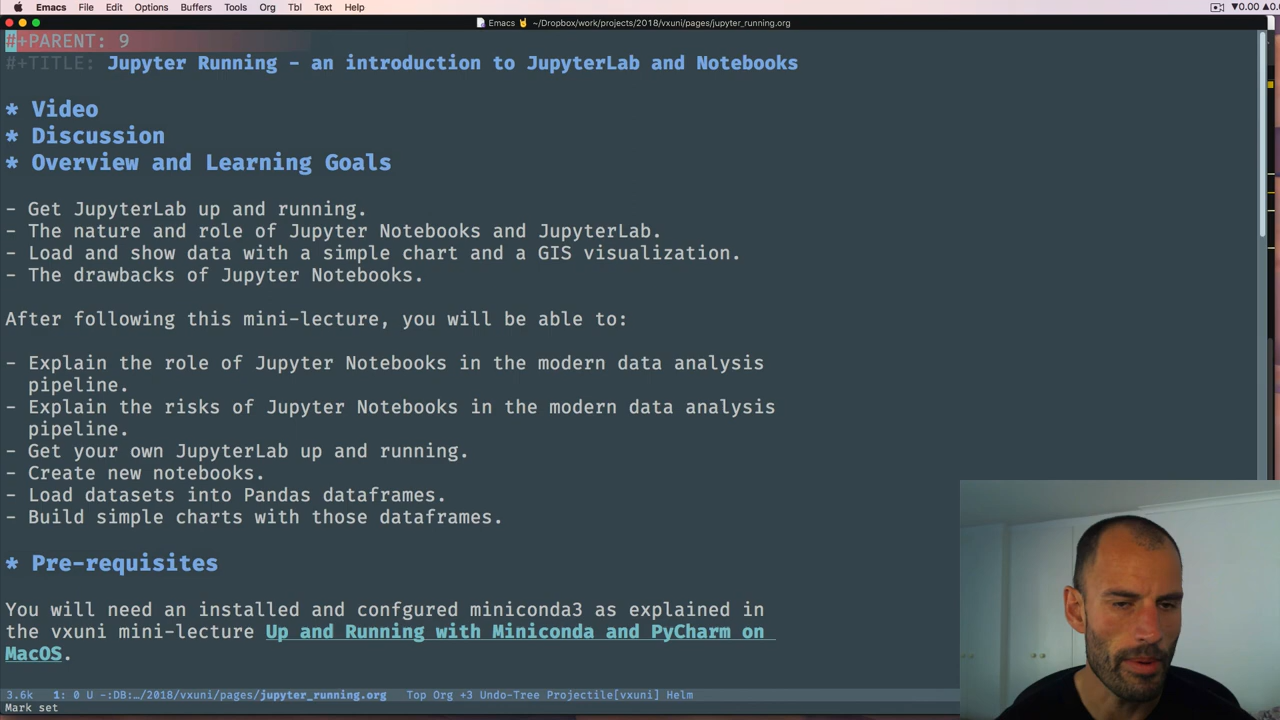 Emacs File Edit Options Buffers Tools Org Tbl Text Help ▼0.00 ▲0.0
Emacs 🤘 ~/Dropbox/work/projects/2018/vxuni/pages/jupyter_running.org
#+PARENT: 9
#+TITLE: Jupyter Running - an introduction to JupyterLab and Notebooks
* Video
* Discussion
* Overview and Learning Goals
- Get JupyterLab up and running.
- The nature and role of Jupyter Notebooks and JupyterLab.
- Load and show data with a simple chart and a GIS visualization.
- The drawbacks of Jupyter Notebooks.
After following this mini-lecture, you will be able to:
- Explain the role of Jupyter Notebooks in the modern data analysis
pipeline.
- Explain the risks of Jupyter Notebooks in the modern data analysis
pipeline.
- Get your own JupyterLab up and running.
- Create new notebooks.
- Load datasets into Pandas dataframes.
- Build simple charts with those dataframes.
* Pre-requisites
You will need an installed and confgured miniconda3 as explained in
the vxuni mini-lecture Up and Running with Miniconda and PyCharm on
MacOS.
3.6k 1: 0 U -:DB:…/2018/vxuni/pages/jupyter_running.org Top Org +3 Undo-Tree Projectile[vxuni] Helm
Mark set